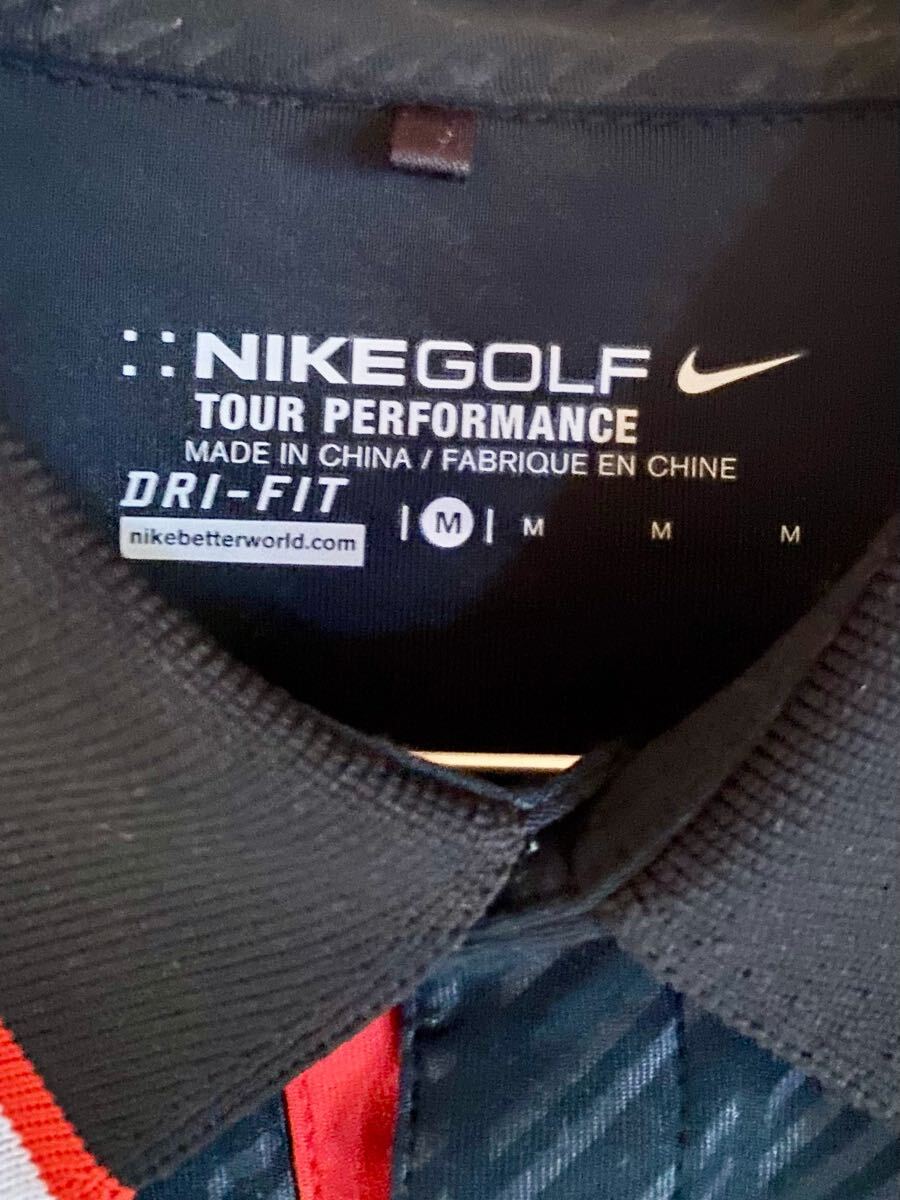 NIKEGOLF
TOUR PERFORMANCE
MADE IN CHINA / FABRIQUE EN CHINE
DRI-FIT
nikebetterworld.com
| M | M M M